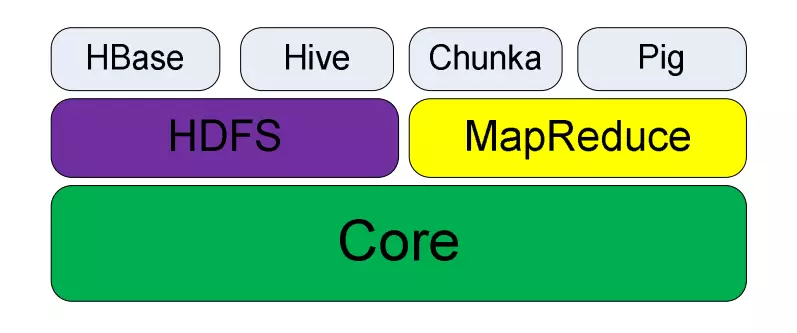 HBase Hive Chunka Pig
HDFS MapReduce
Core